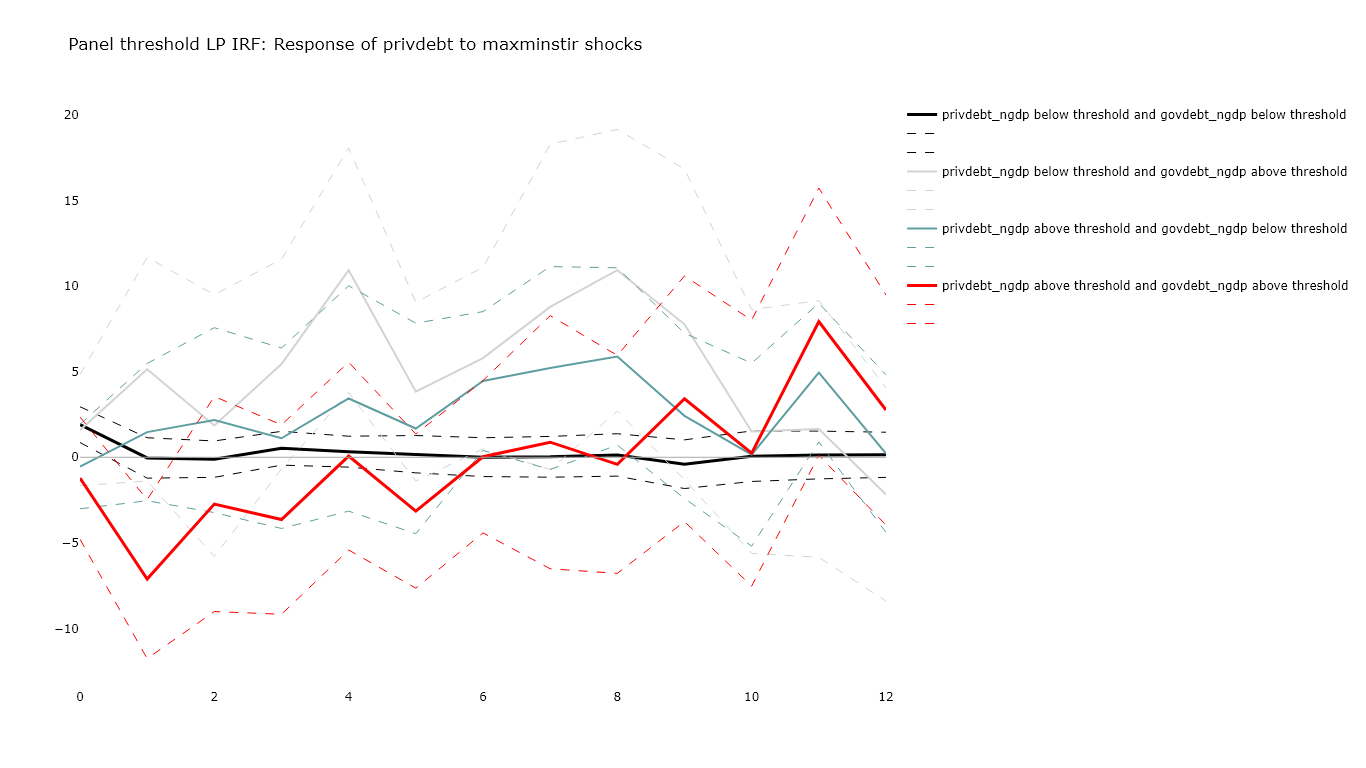 Panel threshold LP IRF: Response of privdebt to maxminstir shocks
20
15
10
5
0
−5
−10
0 2 4 6 8 10 12
privdebt_ngdp below threshold and govdebt_ngdp below threshold
privdebt_ngdp below threshold and govdebt_ngdp above threshold
privdebt_ngdp above threshold and govdebt_ngdp below threshold
privdebt_ngdp above threshold and govdebt_ngdp above threshold